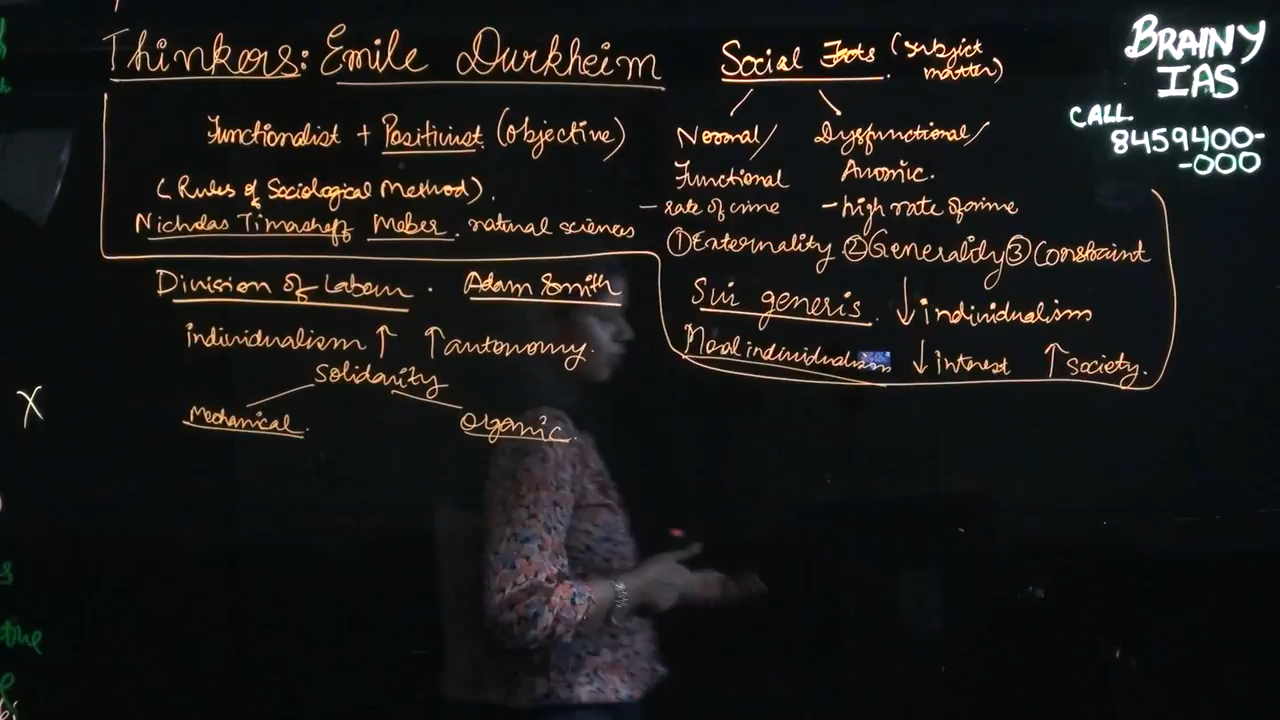 Thinkers: Emile Durkheim
Functionalist + Positivist (objective)
(Rules of Sociological Method).
Nicholas Timasheff Meber. natural sciences
Division of Labour. Adam Smith
individualism ↑ ↑ autonomy.
Solidarity
Mechanical. Organic.
Social Facts. (subject
matter)
Normal/ Dysfunctional/
Functional Anomic.
- rate of crime - high rate of crime
① Externality ② Generality ③ Constraint
Sui generis. ↓ individualism
Moral individualism ↓ interest ↑ Society.
BRAINY
IAS
CALL
8459400-
-000
X
the